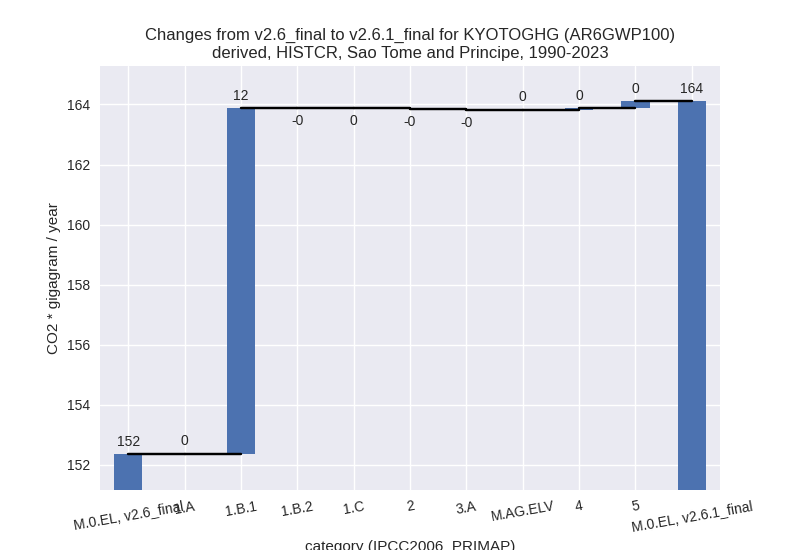 Changes from v2.6_final to v2.6.1_final for KYOTOGHG (AR6GWP100)
derived, HISTCR, Sao Tome and Principe, 1990-2023
CO2 * gigagram / year
164
162
160
158
156
154
152
152
0
12
-0
0
-0
-0
0
0
0
164
M.0.EL, v2.6_final
1.A
1.B.1
1.B.2
1.C
2
3.A
M.AG.ELV
4
5
M.0.EL, v2.6.1_final
category (IPCC2006_PRIMAP)